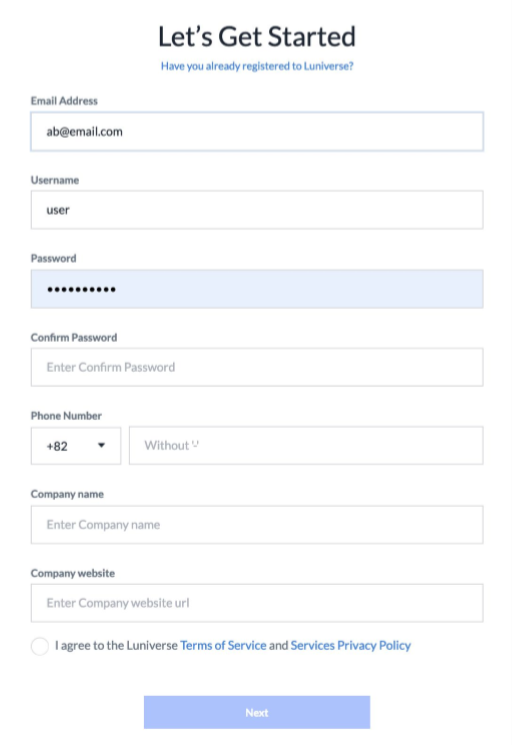 Let's Get Started
Have you already registered to Luniverse?
Email Address
ab@email.com
Username
user
Password
••••••••••
Confirm Password
Enter Confirm Password
Phone Number
+82 Without '-'
Company name
Enter Company name
Company website
Enter Company website url
I agree to the Luniverse Terms of Service and Services Privacy Policy
Next